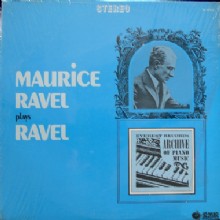 STEREO
MAURICE
RAVEL
plays
RAVEL
EVEREST RECORDS
ARCHIVE
OF PIANO
MUSIC